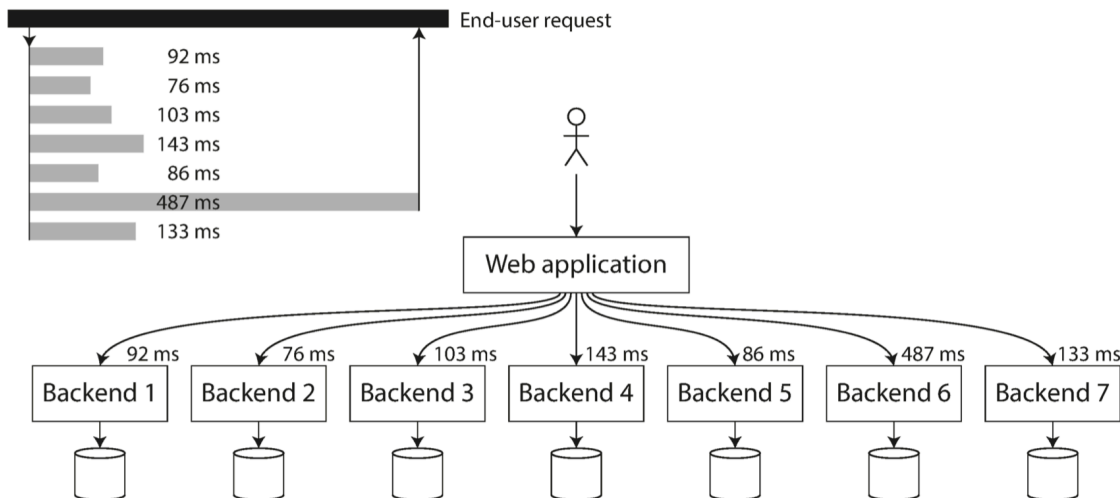 End-user request
92 ms
76 ms
103 ms
143 ms
86 ms
487 ms
133 ms
Web application
92 ms 76 ms 103 ms 143 ms 86 ms 487 ms 133 ms
Backend 1 Backend 2 Backend 3 Backend 4 Backend 5 Backend 6 Backend 7